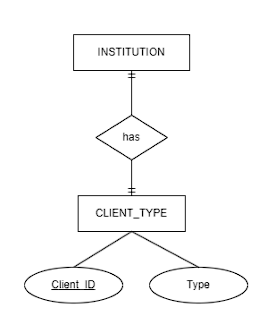 INSTITUTION
has
CLIENT_TYPE
Client_ID
Type